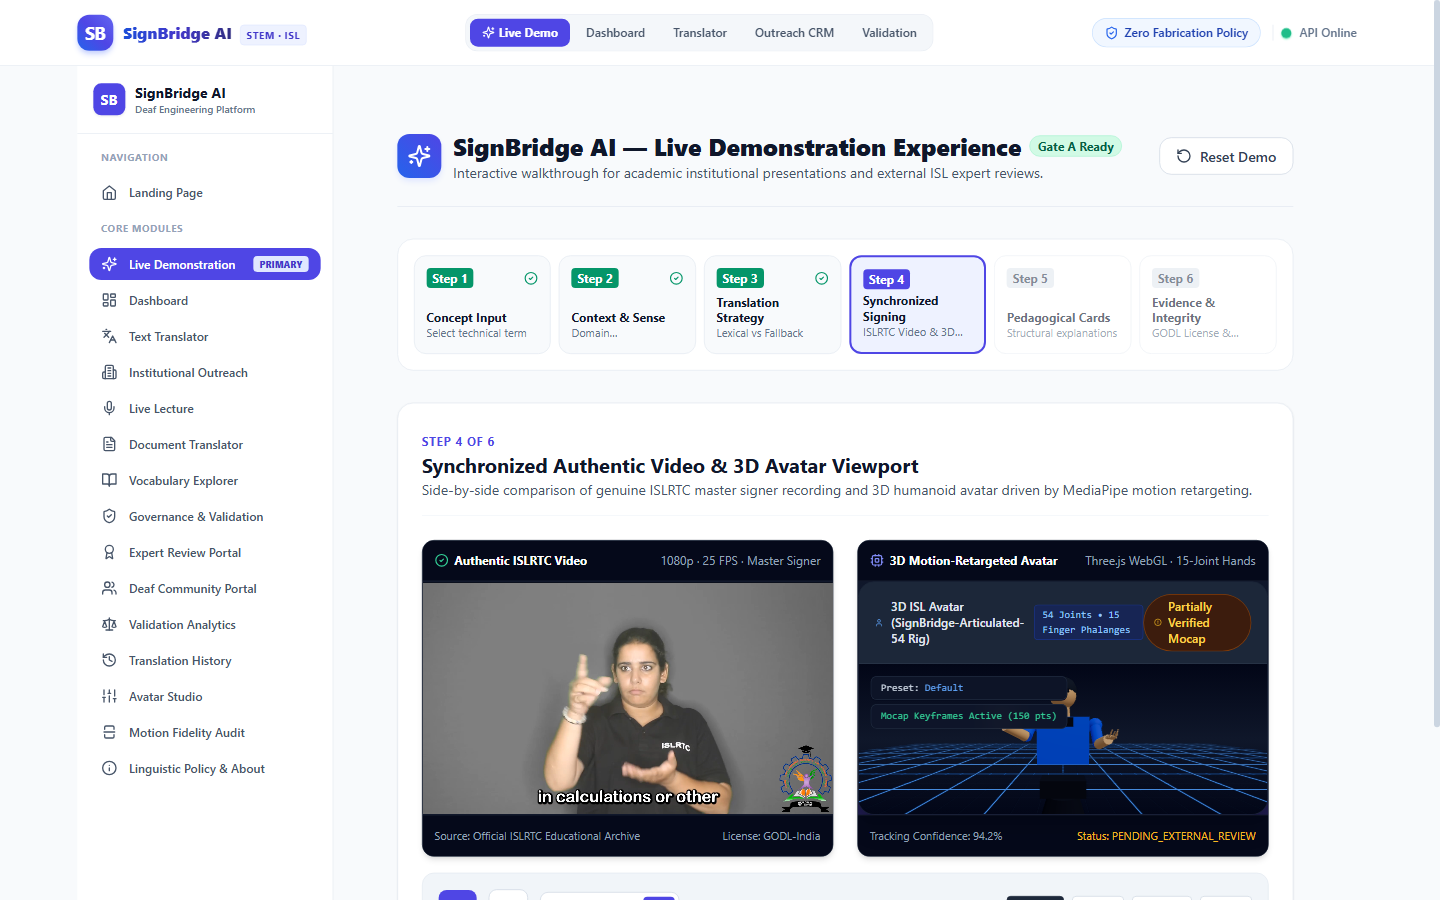 SB SignBridge AI STEM · ISL
Live Demo Dashboard Translator Outreach CRM Validation
Zero Fabrication Policy API Online
SB SignBridge AI
Deaf Engineering Platform
NAVIGATION
Landing Page
CORE MODULES
Live Demonstration PRIMARY
Dashboard
Text Translator
Institutional Outreach
Live Lecture
Document Translator
Vocabulary Explorer
Governance & Validation
Expert Review Portal
Deaf Community Portal
Validation Analytics
Translation History
Avatar Studio
Motion Fidelity Audit
Linguistic Policy & About
SignBridge AI — Live Demonstration Experience Gate A Ready
Interactive walkthrough for academic institutional presentations and external ISL expert reviews.
Reset Demo
Step 1
Concept Input
Select technical term
Step 2
Context & Sense
Domain...
Step 3
Translation
Strategy
Lexical vs Fallback
Step 4
Synchronized
Signing
ISLRTC Video & 3D...
Step 5
Pedagogical Cards
Structural explanations
Step 6
Evidence &
Integrity
GODL License &...
STEP 4 OF 6
Synchronized Authentic Video & 3D Avatar Viewport
Side-by-side comparison of genuine ISLRTC master signer recording and 3D humanoid avatar driven by MediaPipe motion retargeting.
Authentic ISLRTC Video 1080p · 25 FPS · Master Signer
ISLRTC
in calculations or other
Source: Official ISLRTC Educational Archive License: GODL-India
3D Motion-Retargeted Avatar Three.js WebGL · 15-Joint Hands
3D ISL Avatar
(SignBridge-Articulated-
54 Rig)
54 Joints • 15
Finger Phalanges
Partially
Verified
Mocap
Preset: Default
Mocap Keyframes Active (150 pts)
Tracking Confidence: 94.2% Status: PENDING_EXTERNAL_REVIEW